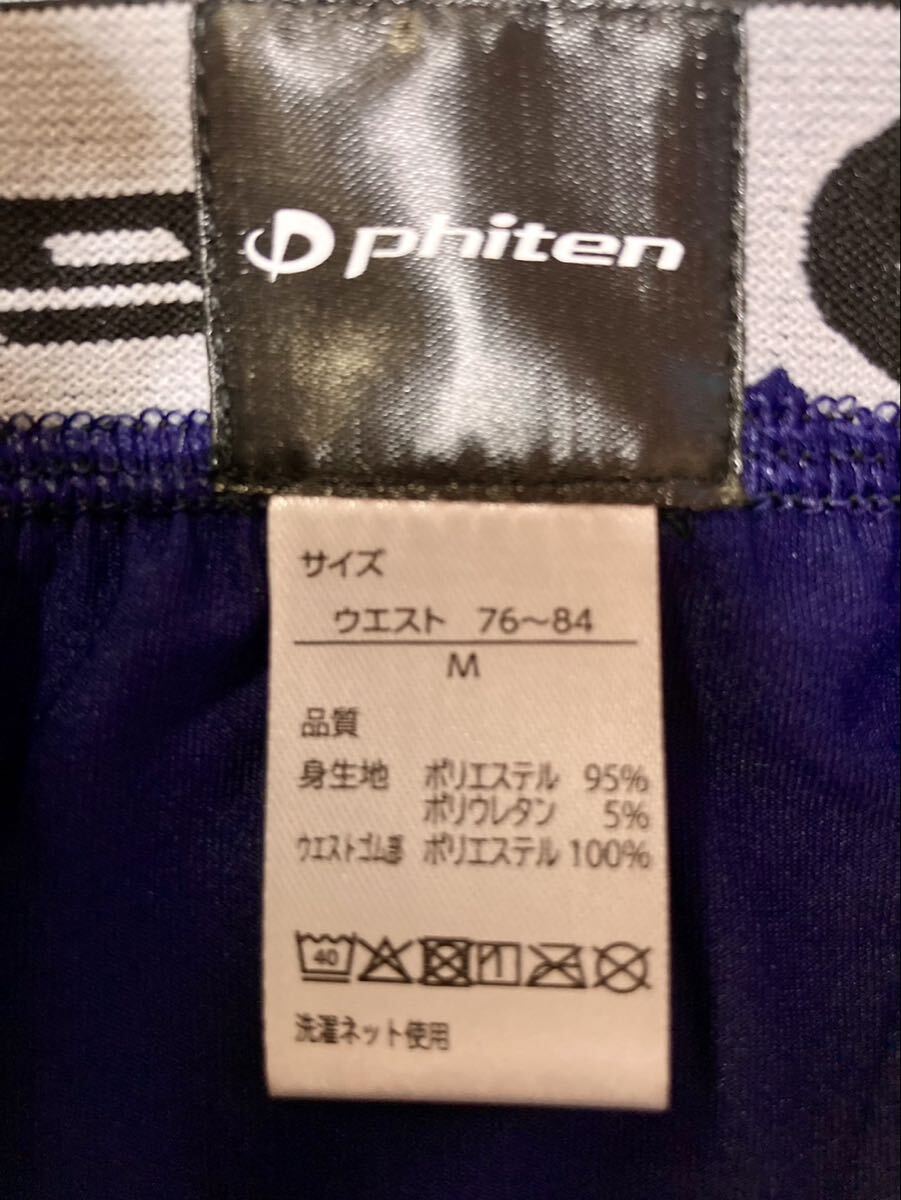 phiten
サイズ
ウエスト 76～84
M
品質
身生地 ポリエステル 95%
ポリウレタン 5%
ウエストゴム部 ポリエステル 100%
40
洗濯ネット使用